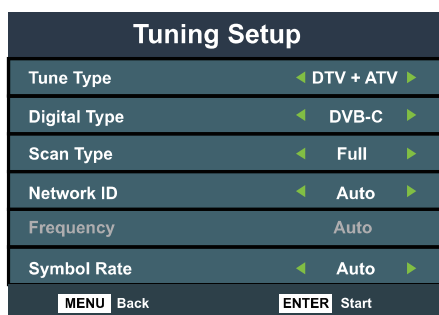 Tuning Setup
Tune Type DTV + ATV
Digital Type DVB-C
Scan Type Full
Network ID Auto
Frequency Auto
Symbol Rate Auto
MENU Back ENTER Start